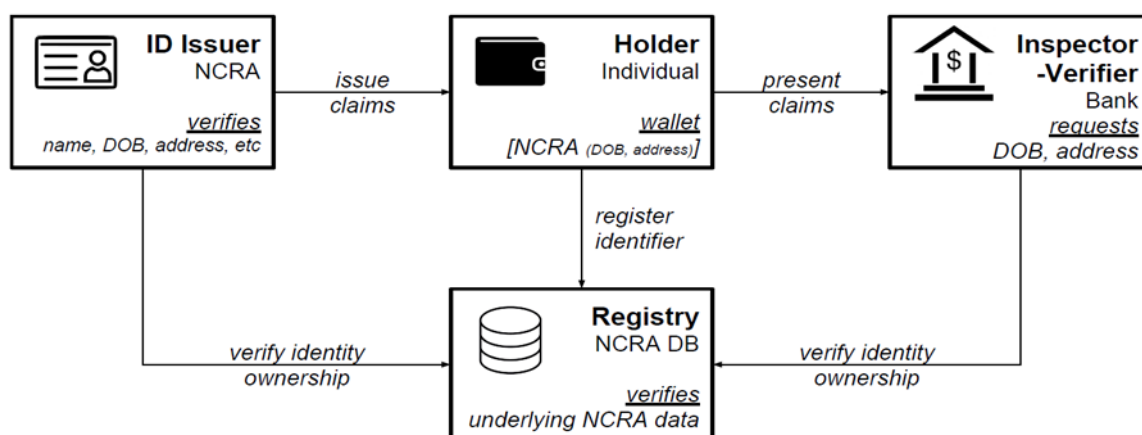 ID Issuer
NCRA
verifies
name, DOB, address, etc
issue
claims
Holder
Individual
wallet
[NCRA (DOB, address)]
present
claims
$
Inspector
-Verifier
Bank
requests
DOB, address
register
identifier
verify identity
ownership
Registry
NCRA DB
verifies
underlying NCRA data
verify identity
ownership